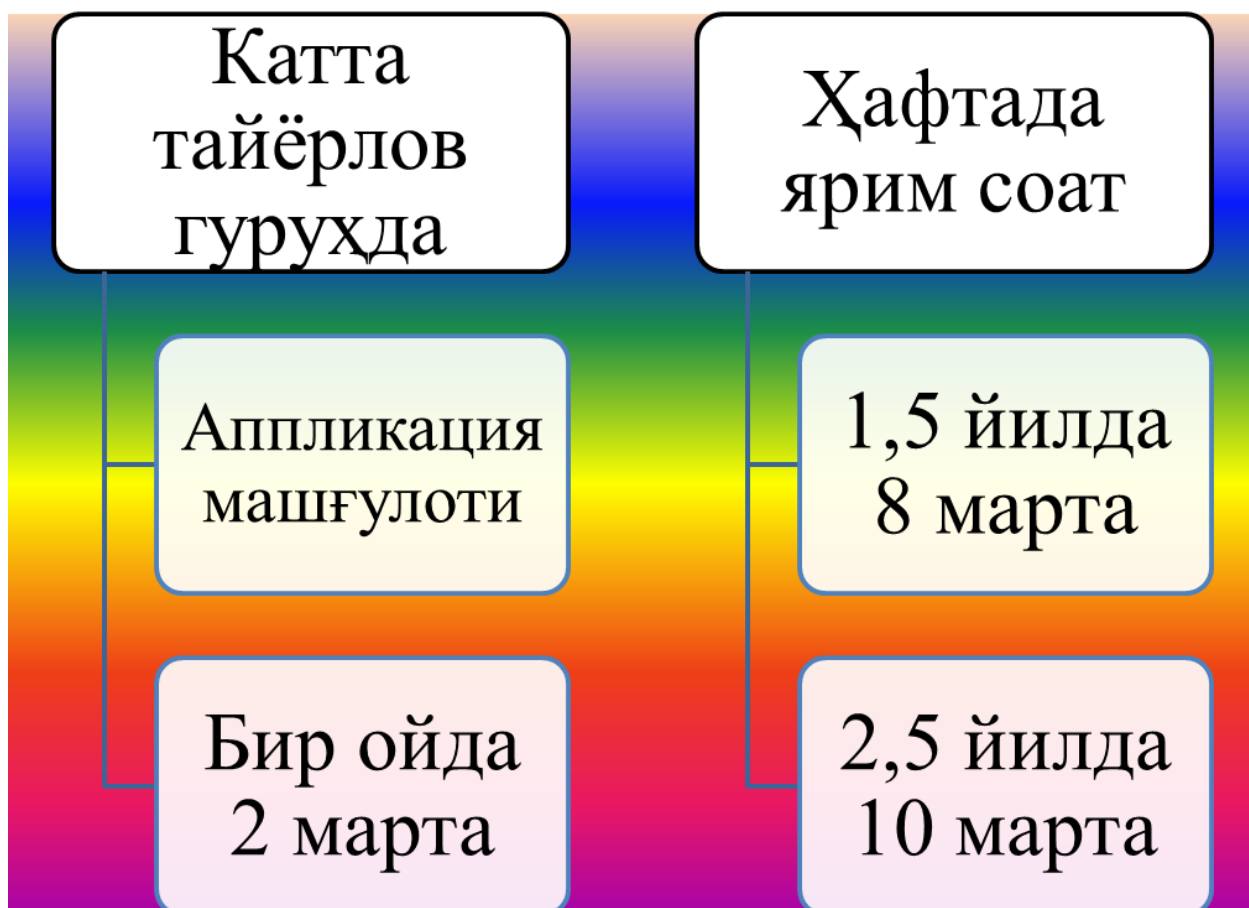 Катта
тайёрлов
гуруҳда
Аппликация
машғулоти
Бир ойда
2 марта
Ҳафтада
ярим соат
1,5 йилда
8 марта
2,5 йилда
10 марта